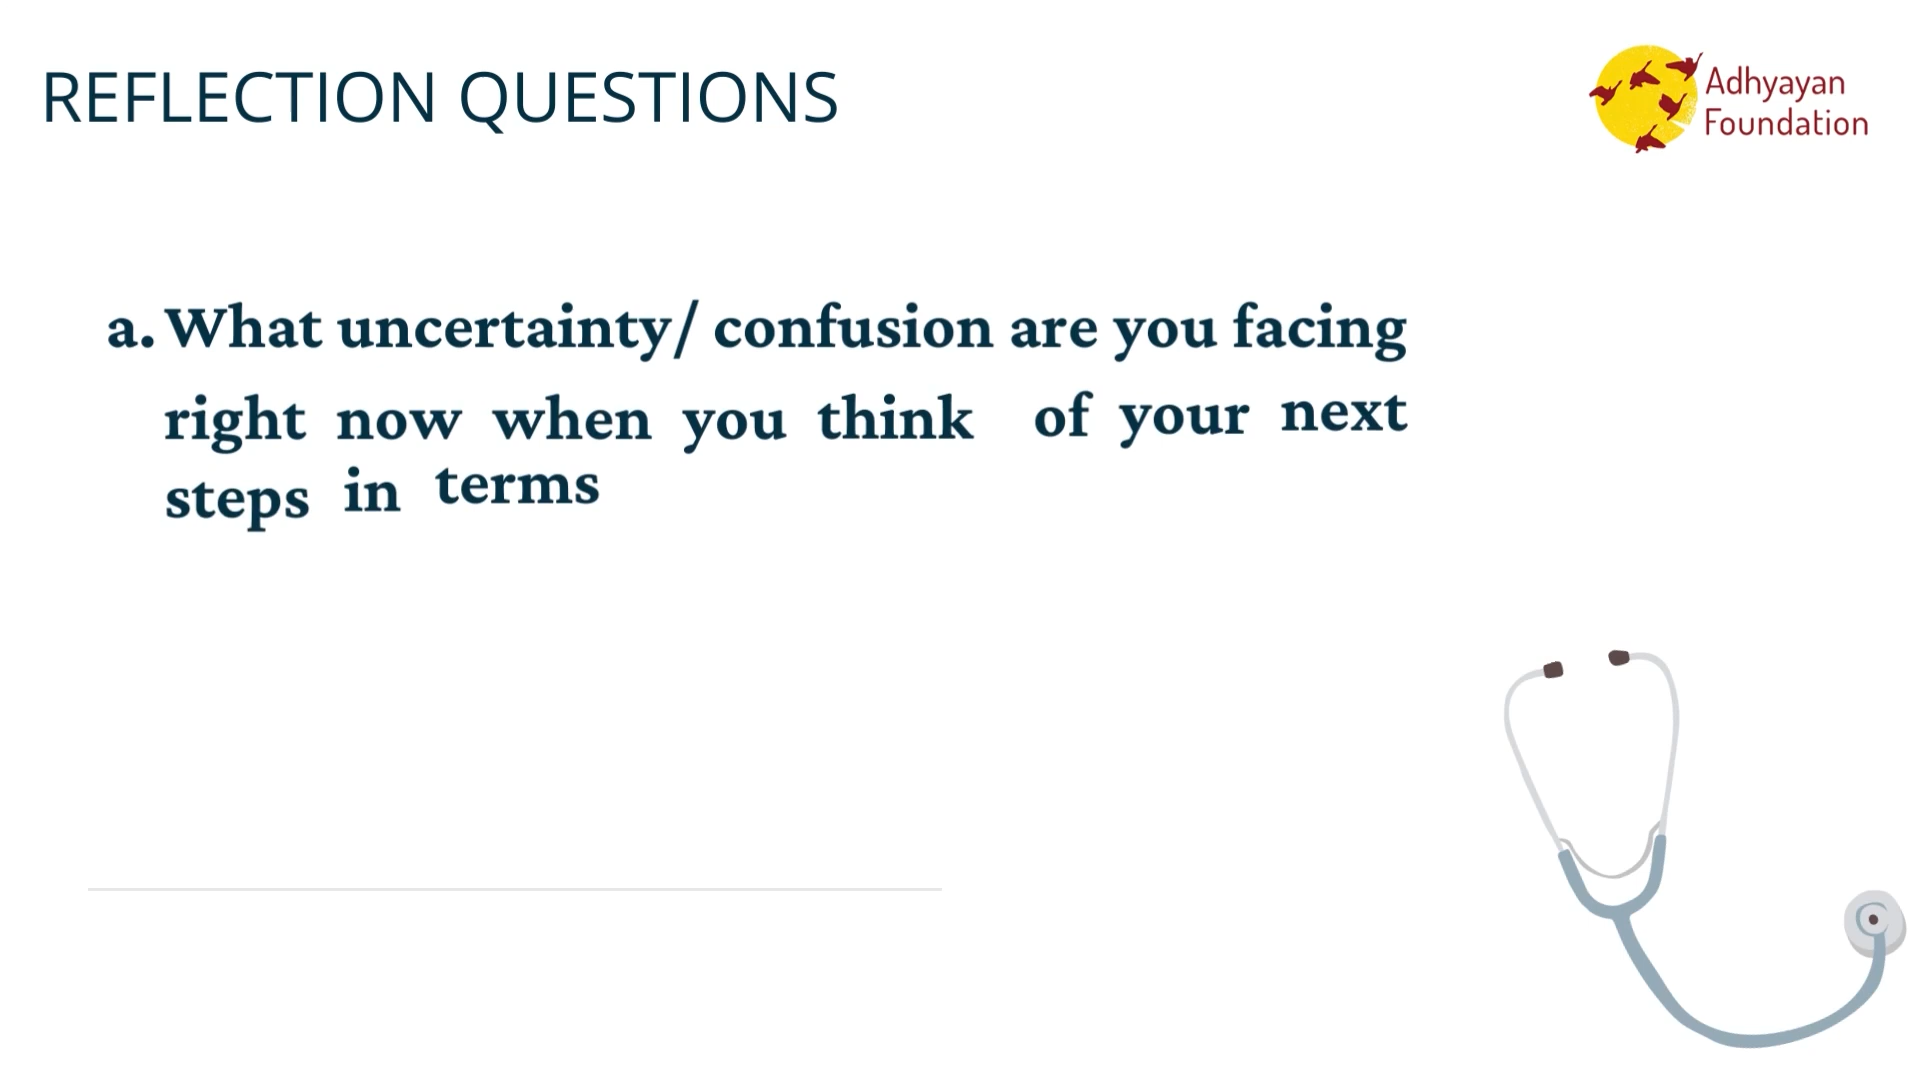 REFLECTION QUESTIONS
Adhyayan
Foundation
a. What uncertainty/ confusion are you facing
right now when you think of your next
steps in terms